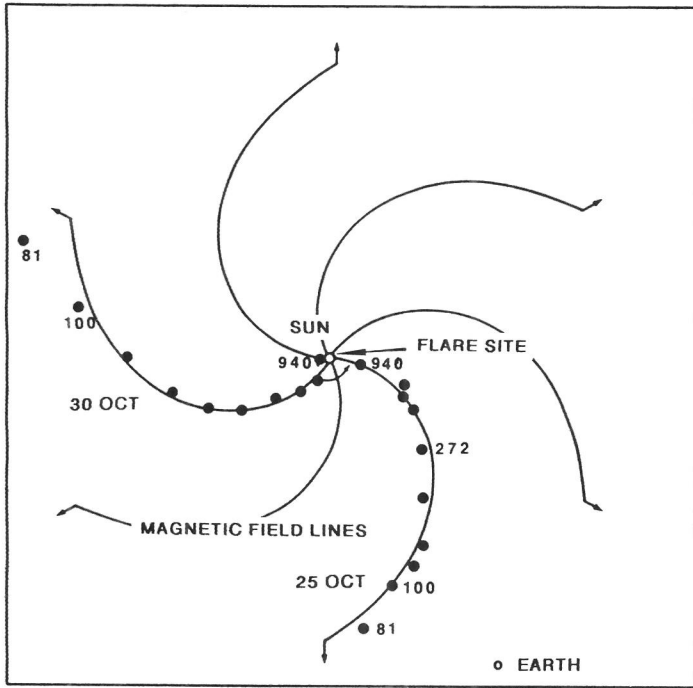 81
100
SUN
940
940
FLARE SITE
30 OCT
272
MAGNETIC FIELD LINES
25 OCT
100
81
EARTH